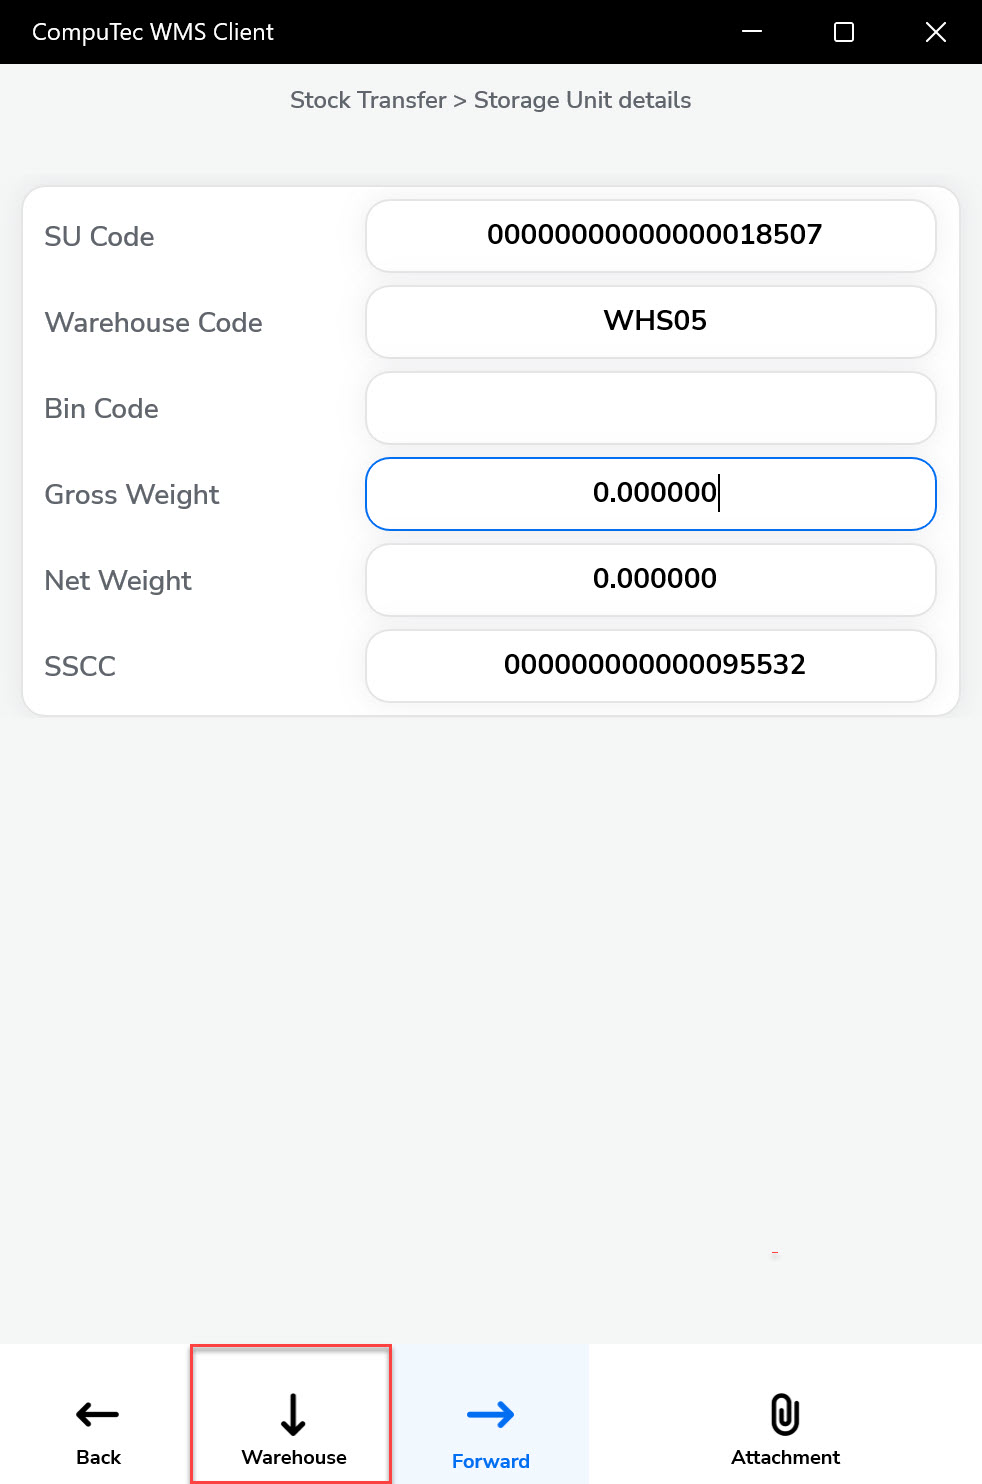 CompuTec WMS Client
Stock Transfer > Storage Unit details
SU Code 00000000000000018507
Warehouse Code WHS05
Bin Code
Gross Weight 0.000000
Net Weight 0.000000
SSCC 000000000000095532
Back Warehouse Forward Attachment